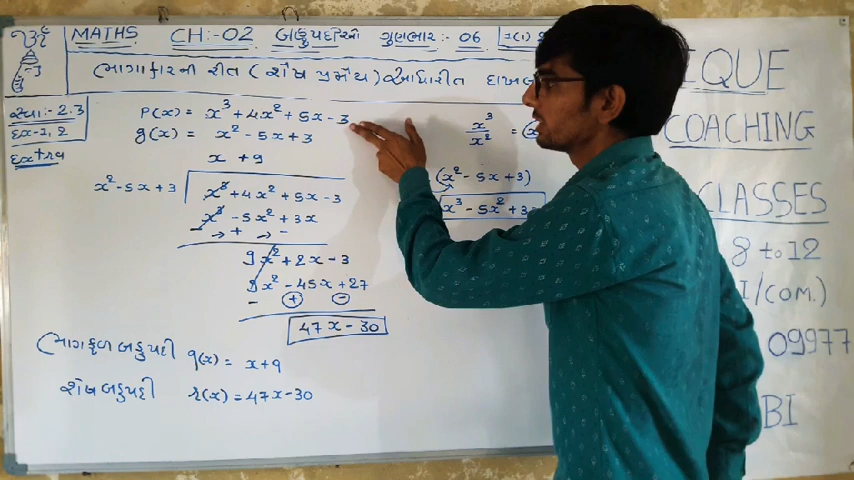 MATHS CH:-02 બહુપદીઓ ગુણભાર:- 06
ભાગાકારની રીત (શેષ પ્રમેય) આધારિત દાખલ
સ્વા:-2.3
Ex-1,2
Extra
P(x) = x³ + 4x² + 5x - 3
g(x) = x² - 5x + 3
x + 9
x² - 5x + 3
x³ + 4x² + 5x - 3
x³ - 5x² + 3x
- → + → -
9x² + 2x - 3
9x² - 45x + 27
- + -
47x - 30
ભાગફળ બહુપદી q(x) = x + 9
શેષ બહુપદી r(x) = 47x - 30
x³/x² = (x
(x² - 5x + 3)
x³ - 5x² + 3
IQUE
COACHING
CLASSES
8 to 12
I/COM.)
09977
BI